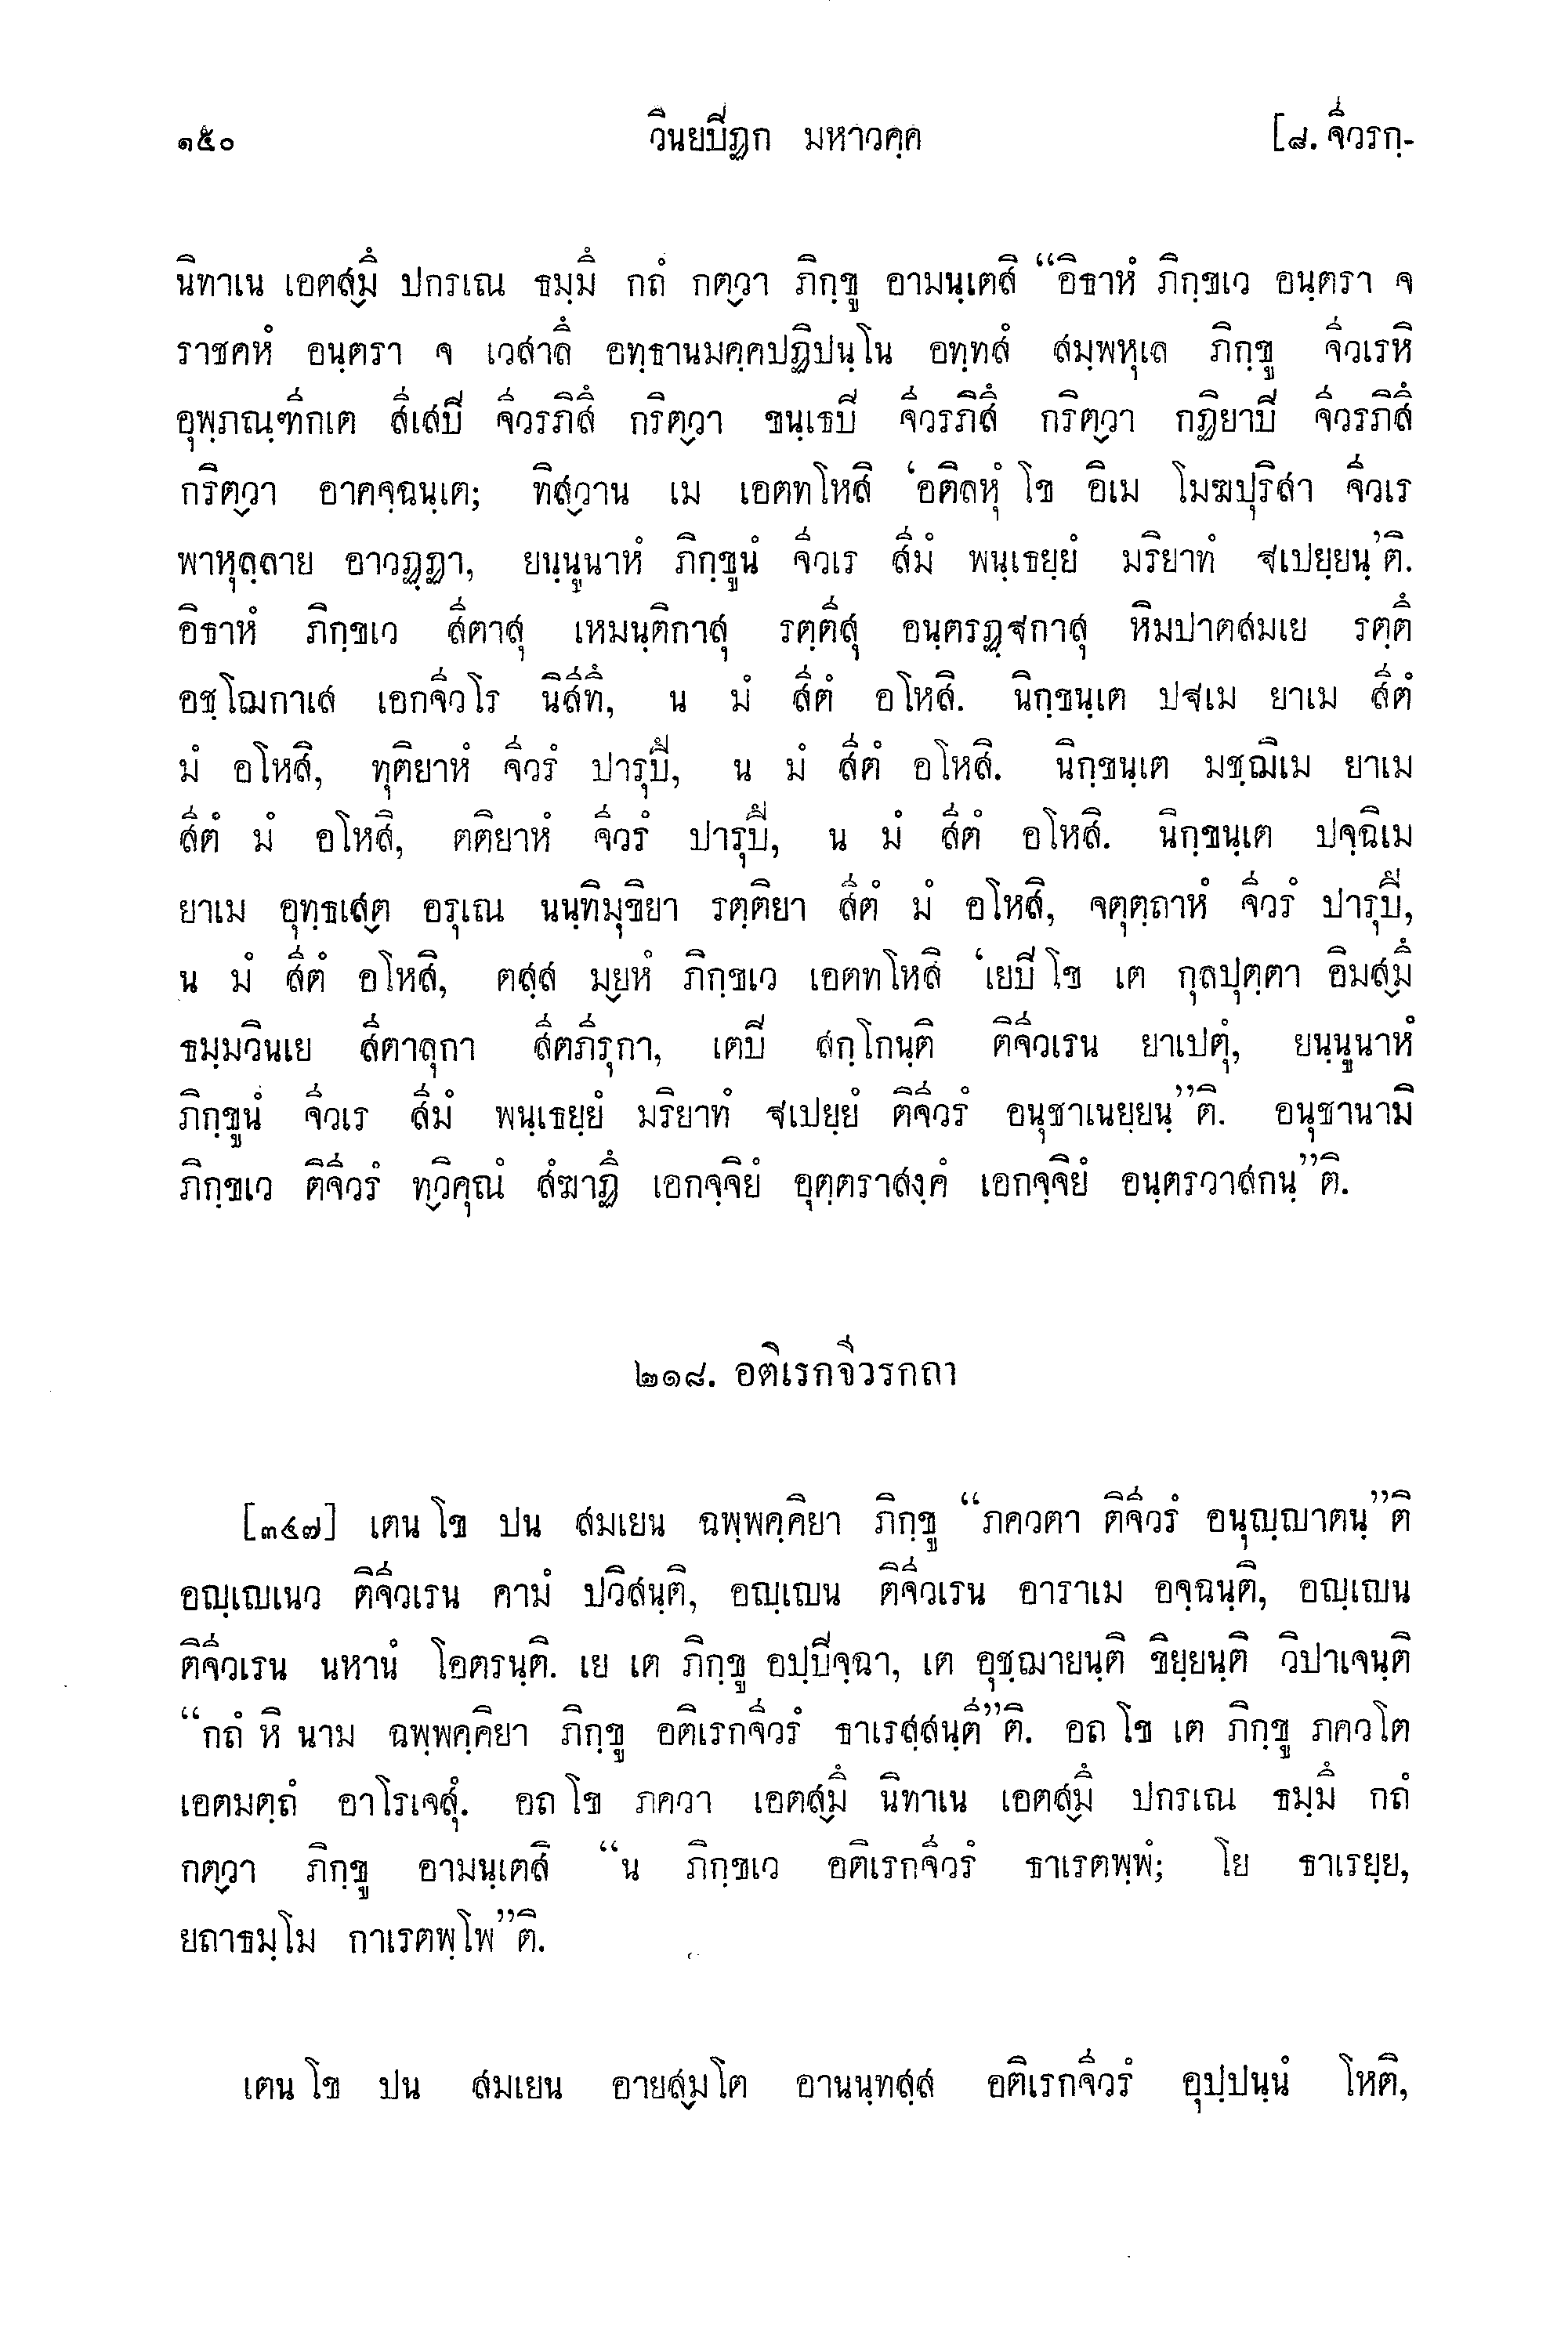 ๑๕๐ วินยปิฏก มหาวคฺค [๘. จีวรกฺ-
นิทาเน เอตสฺมึ ปกรเณ ธมฺมึ กถํ กตฺวา ภิกฺขู อามนฺเตสิ “อิธาหํ ภิกฺขเว อนฺตรา จ
ราชคหํ อนฺตรา จ เวสาลึ อทฺธานมคฺคปฏิปนฺโน อทฺทสํ สมฺพหุเล ภิกฺขู จีวเรหิ
อุพฺภณฺฑิกเต สีเสปิ จีวรภิสึ กริตฺวา ขนฺเธปิ จีวรภิสึ กริตฺวา กฏิยาปิ จีวรภิสึ
กริตฺวา อาคจฺฉนฺเต; ทิสฺวาน เม เอตทโหสิ ‘อติลหุํ โข อิเม โมฆปุริสา จีวเร
พาหุลฺลาย อาวฏฺฏา, ยนฺนูนาหํ ภิกฺขูนํ จีวเร สีมํ พนฺเธยฺยํ มริยาทํ ฐเปยฺยนฺ’ติ.
อิธาหํ ภิกฺขเว สีตาสุ เหมนฺติกาสุ รตฺตีสุ อนฺตรฏฺฐกาสุ หิมปาตสมเย รตฺตึ
อชฺโฌกาเส เอกจีวโร นิสีทึ, น มํ สีตํ อโหสิ. นิกฺขนฺเต ปฐเม ยาเม สีตํ
มํ อโหสิ, ทุติยาหํ จีวรํ ปารุปึ, น มํ สีตํ อโหสิ. นิกฺขนฺเต มชฺฌิเม ยาเม
สีตํ มํ อโหสิ, ตติยาหํ จีวรํ ปารุปึ, น มํ สีตํ อโหสิ. นิกฺขนฺเต ปจฺฉิเม
ยาเม อุทฺธเสฺต อรุเณ นนฺทิมุขิยา รตฺติยา สีตํ มํ อโหสิ, จตุตฺถาหํ จีวรํ ปารุปึ,
น มํ สีตํ อโหสิ, ตสฺส มยฺหํ ภิกฺขเว เอตทโหสิ ‘เยปิ โข เต กุลปุตฺตา อิมสฺมึ
ธมฺมวินเย สีตาลุกา สีตภีรุกา, เตปิ สกฺโกนฺติ ติจีวเรน ยาเปตุํ, ยนฺนูนาหํ
ภิกฺขูนํ จีวเร สีมํ พนฺเธยฺยํ มริยาทํ ฐเปยฺยํ ติจีวรํ อนุชาเนยฺยนฺ”ติ. อนุชานามิ
ภิกฺขเว ติจีวรํ ทฺวิคุณํ สํฆาฏึ เอกจฺจิยํ อุตฺตราสงฺคํ เอกจฺจิยํ อนฺตรวาสกนฺ”ติ.
๒๑๘. อติเรกจีวรกถา
[๓๔๗] เตน โข ปน สมเยน ฉพฺพคฺคิยา ภิกฺขู “ภควตา ติจีวรํ อนุญฺญาตนฺ”ติ
อญฺเญเนว ติจีวเรน คามํ ปวิสนฺติ, อญฺเญน ติจีวเรน อาราเม อจฺฉนฺติ, อญฺเญน
ติจีวเรน นหานํ โอตรนฺติ. เย เต ภิกฺขู อปฺปิจฺฉา, เต อุชฺฌายนฺติ ขิยฺยนฺติ วิปาเจนฺติ
“กถํ หิ นาม ฉพฺพคฺคิยา ภิกฺขู อติเรกจีวรํ ธาเรสฺสนฺตี”ติ. อถ โข เต ภิกฺขู ภควโต
เอตมตฺถํ อาโรเจสุํ. อถ โข ภควา เอตสฺมึ นิทาเน เอตสฺมึ ปกรเณ ธมฺมึ กถํ
กตฺวา ภิกฺขู อามนฺเตสิ “น ภิกฺขเว อติเรกจีวรํ ธาเรตพฺพํ; โย ธาเรยฺย,
ยถาธมฺโม กาเรตพฺโพ”ติ.
เตน โข ปน สมเยน อายสฺมโต อานนฺทสฺส อติเรกจีวรํ อุปฺปนฺนํ โหติ,